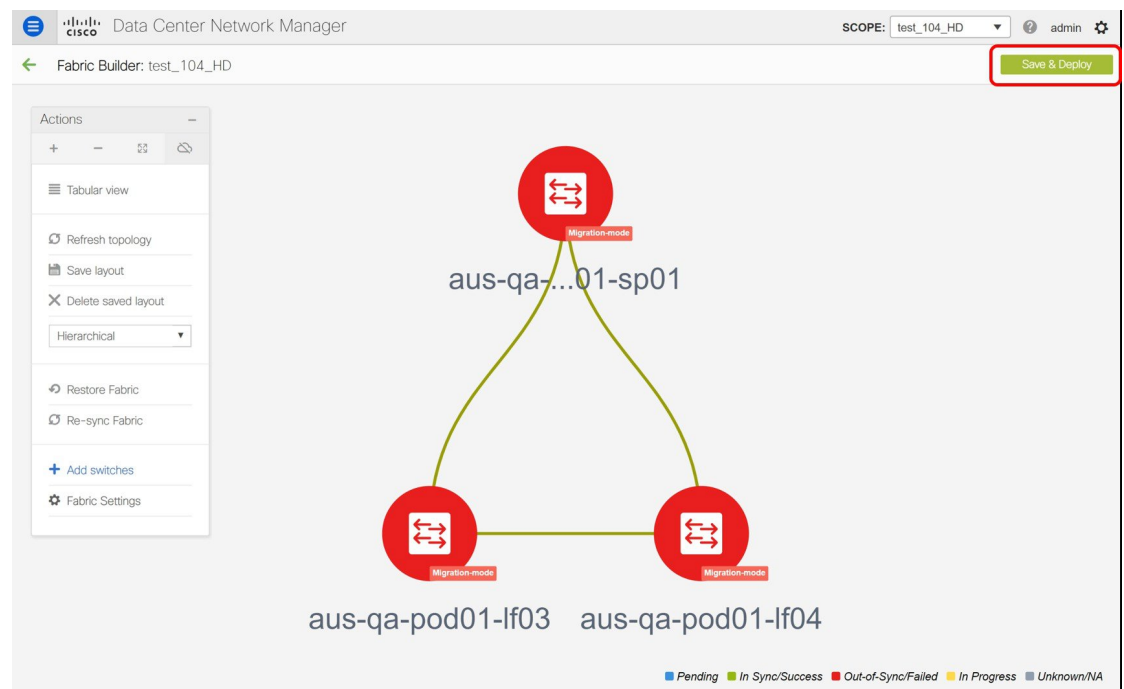 cisco Data Center Network Manager SCOPE: test_104_HD admin
Fabric Builder: test_104_HD Save & Deploy
Actions
Tabular view
Refresh topology
Save layout
Delete saved layout
Hierarchical
Restore Fabric
Re-sync Fabric
Add switches
Fabric Settings
Migration-mode
aus-qa-...01-sp01
Migration-mode Migration-mode
aus-qa-pod01-lf03 aus-qa-pod01-lf04
Pending In Sync/Success Out-of-Sync/Failed In Progress Unknown/NA